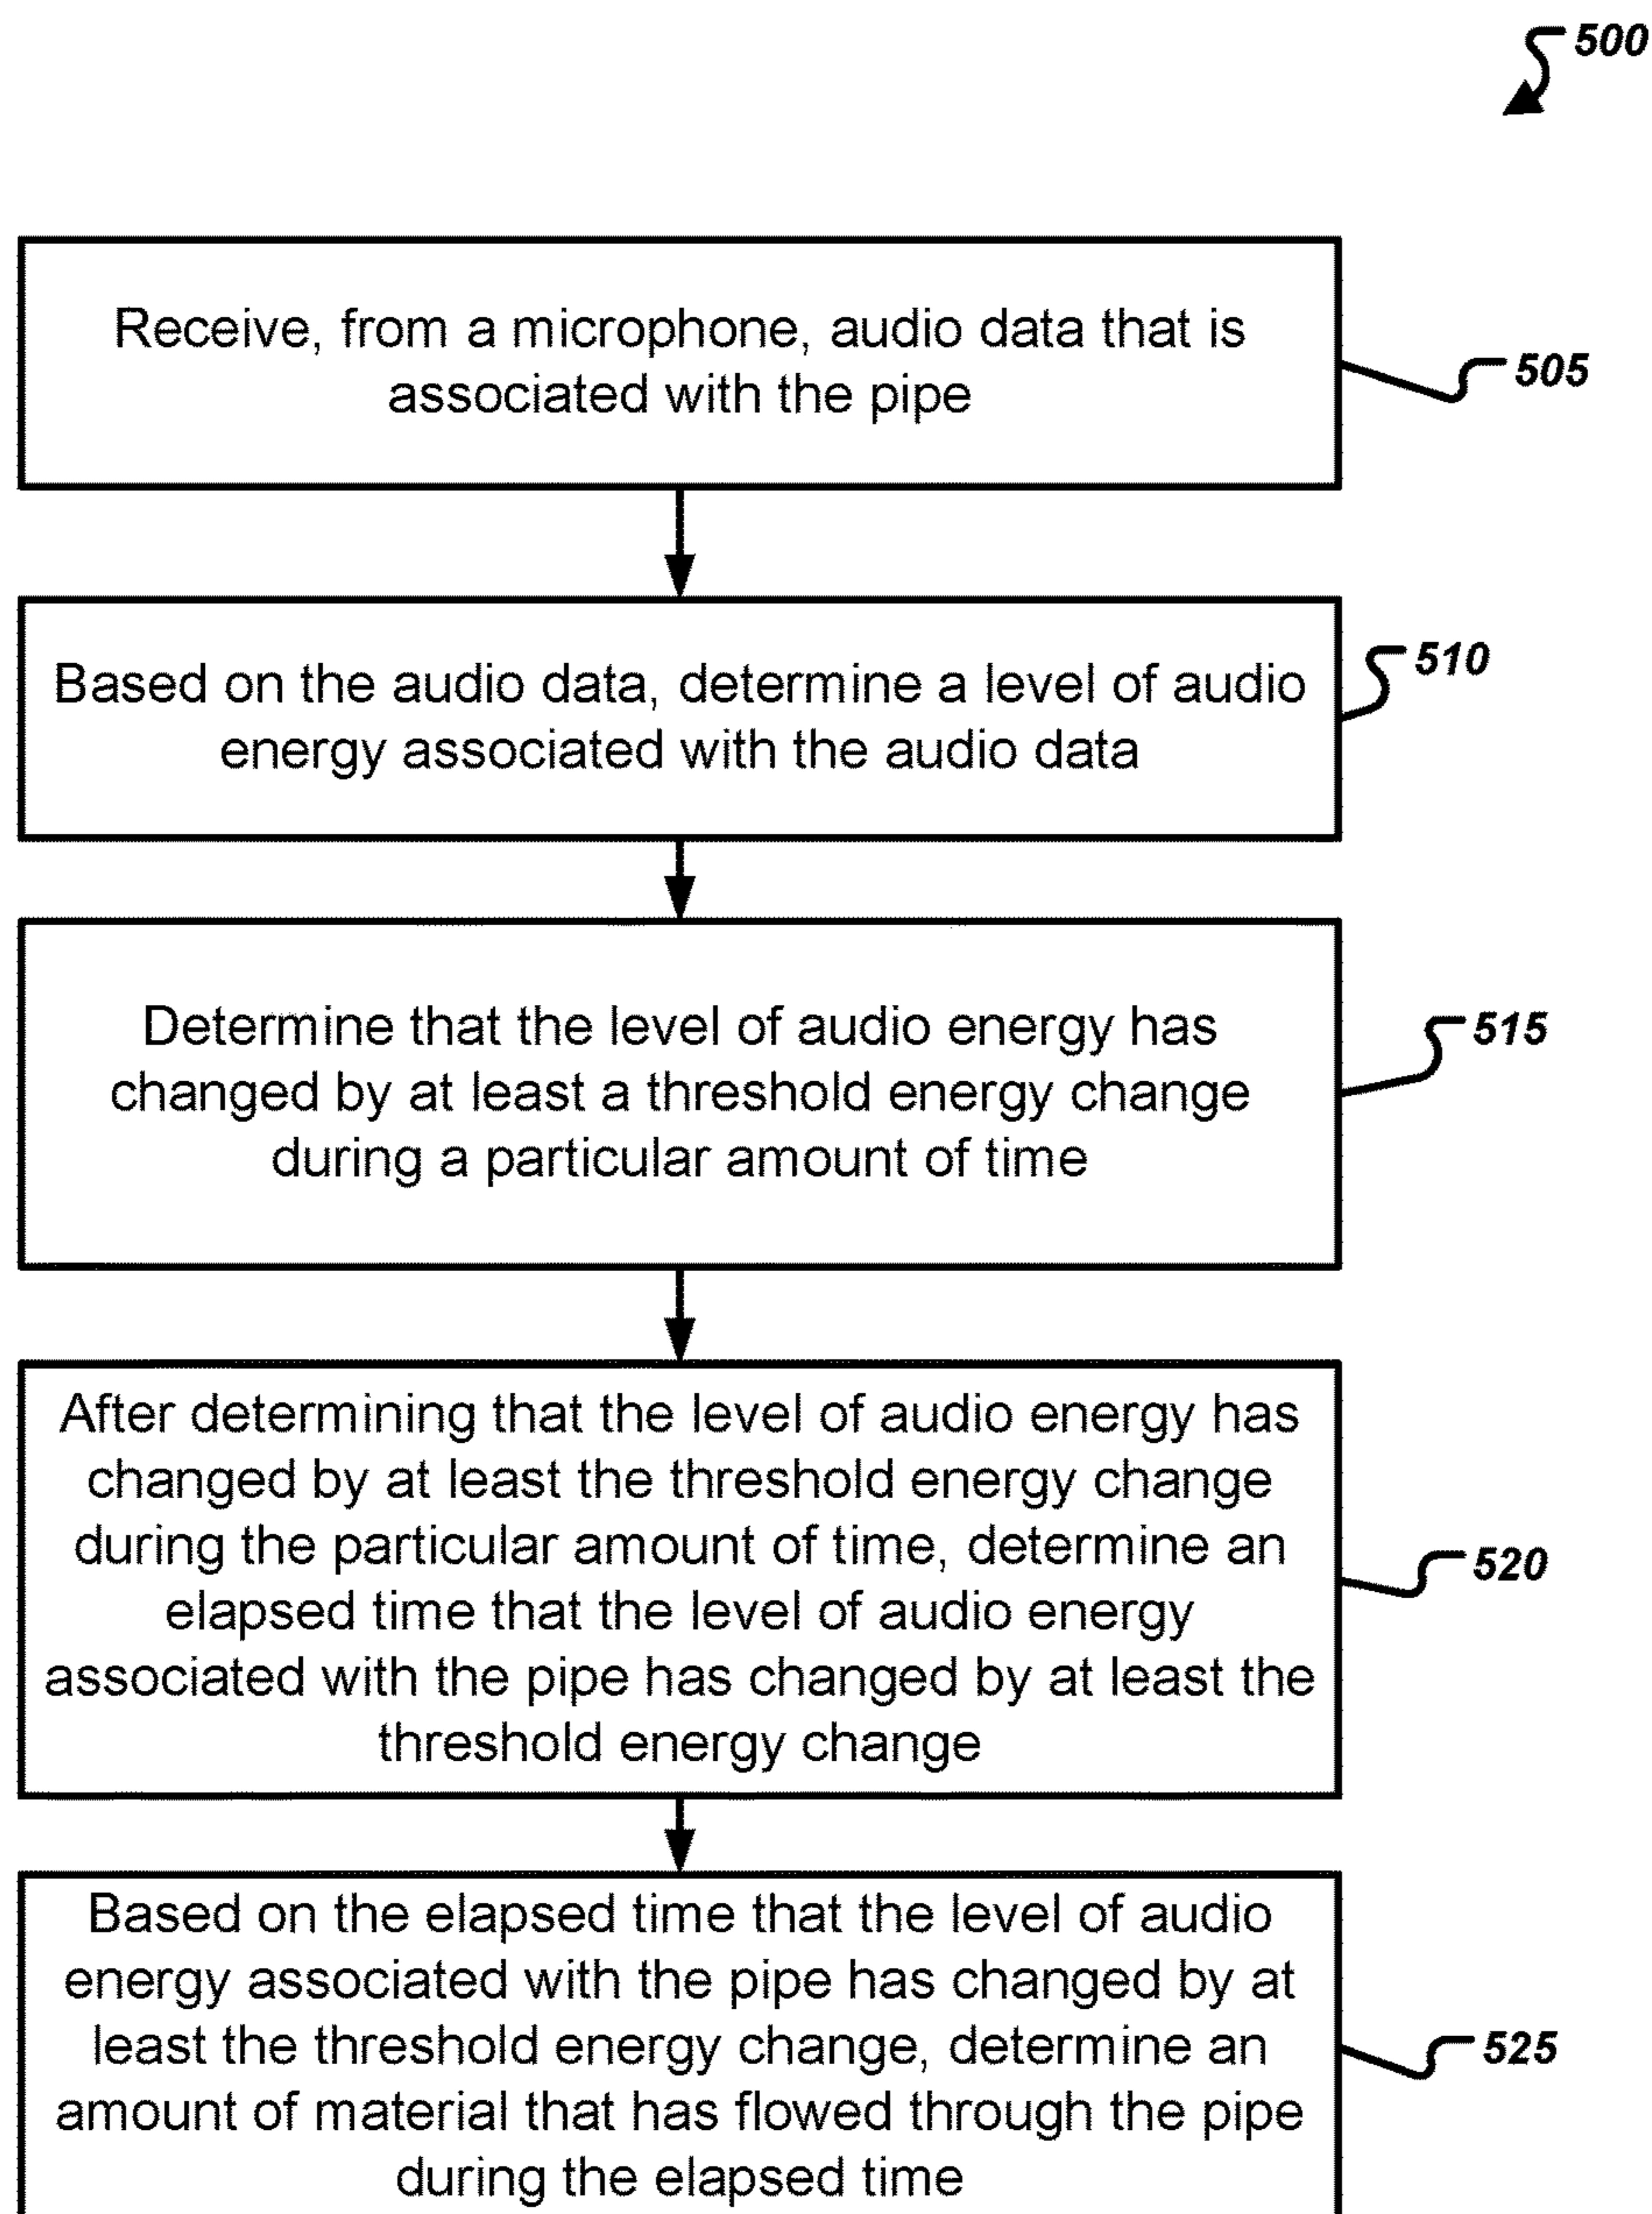 500
Receive, from a microphone, audio data that is
associated with the pipe
505
Based on the audio data, determine a level of audio
energy associated with the audio data
510
Determine that the level of audio energy has
changed by at least a threshold energy change
during a particular amount of time
515
After determining that the level of audio energy has
changed by at least the threshold energy change
during the particular amount of time, determine an
elapsed time that the level of audio energy
associated with the pipe has changed by at least the
threshold energy change
520
Based on the elapsed time that the level of audio
energy associated with the pipe has changed by at
least the threshold energy change, determine an
amount of material that has flowed through the pipe
during the elapsed time
525